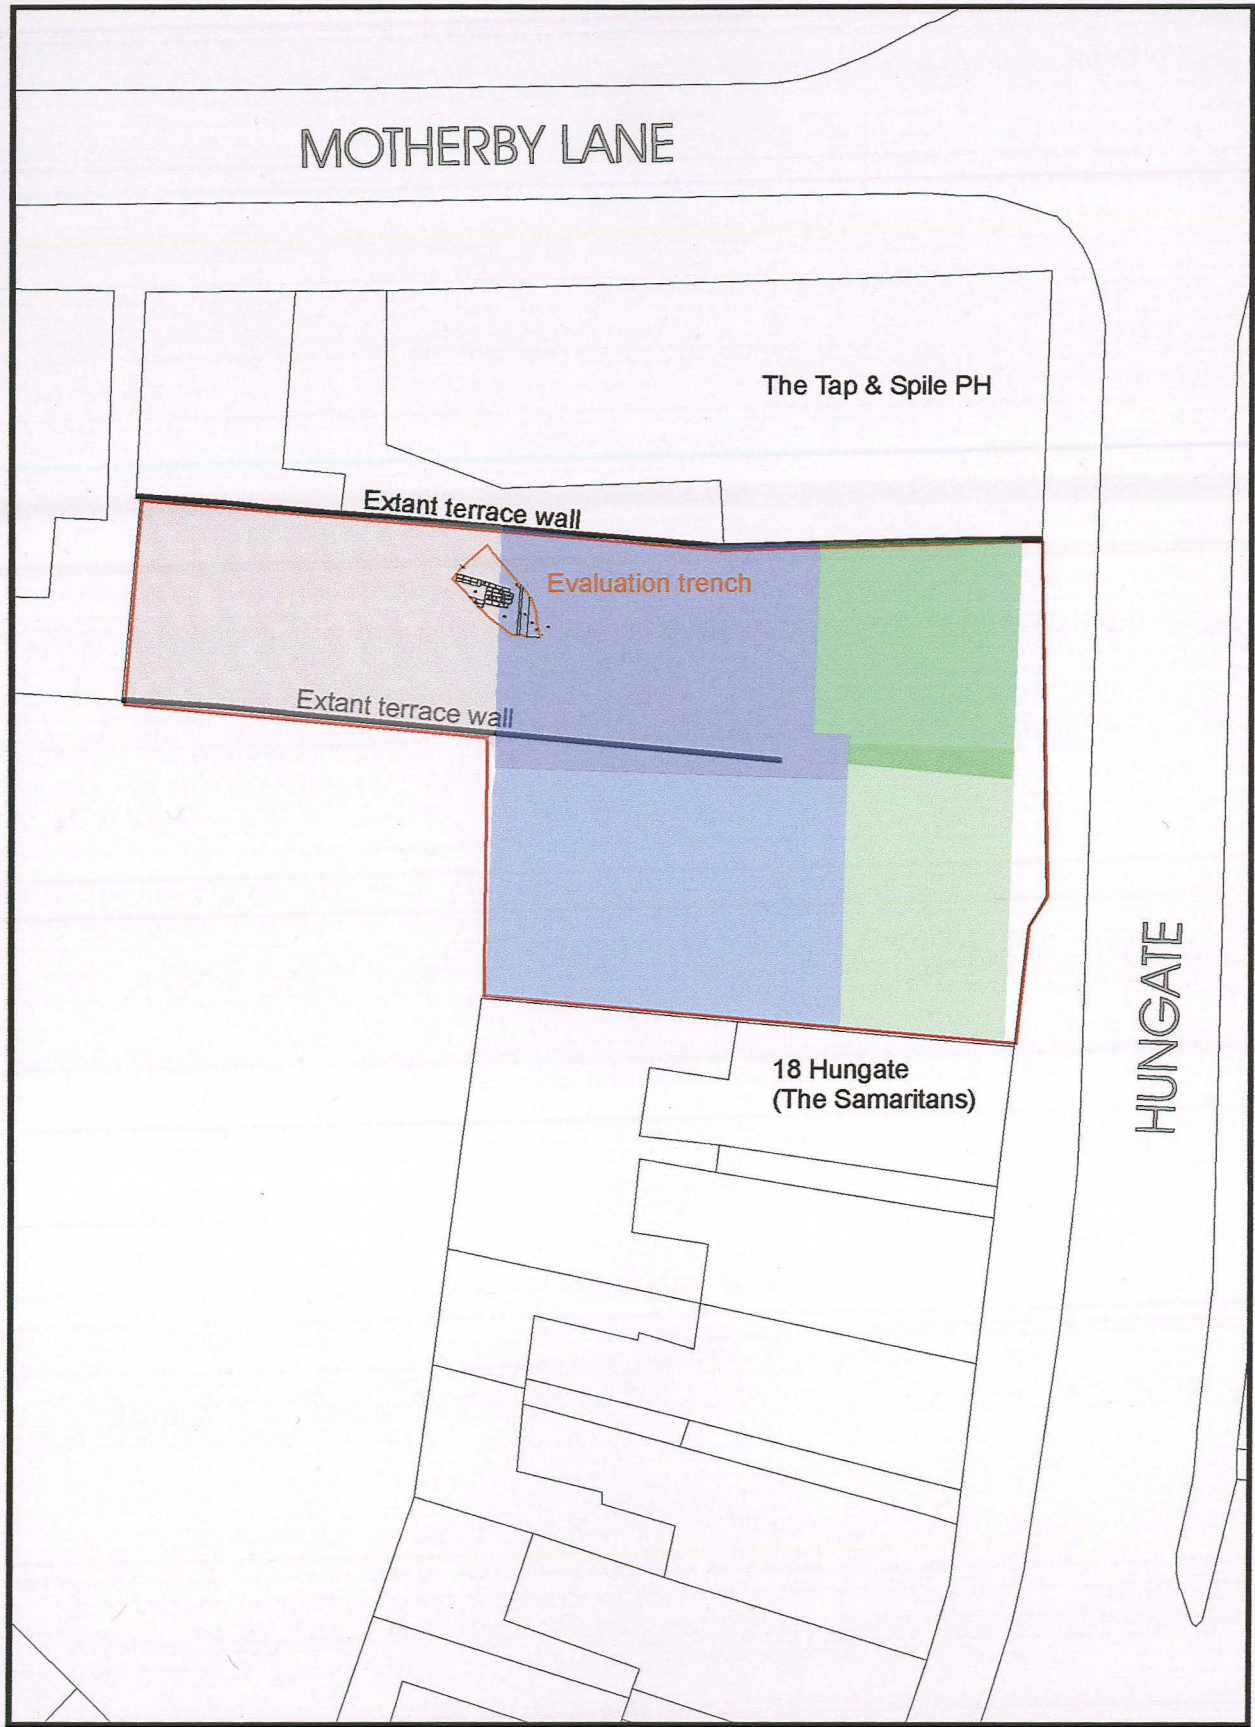 MOTHERBY LANE
The Tap & Spile PH
Extant terrace wall
Evaluation trench
Extant terrace wall
HUNGATE
18 Hungate
(The Samaritans)